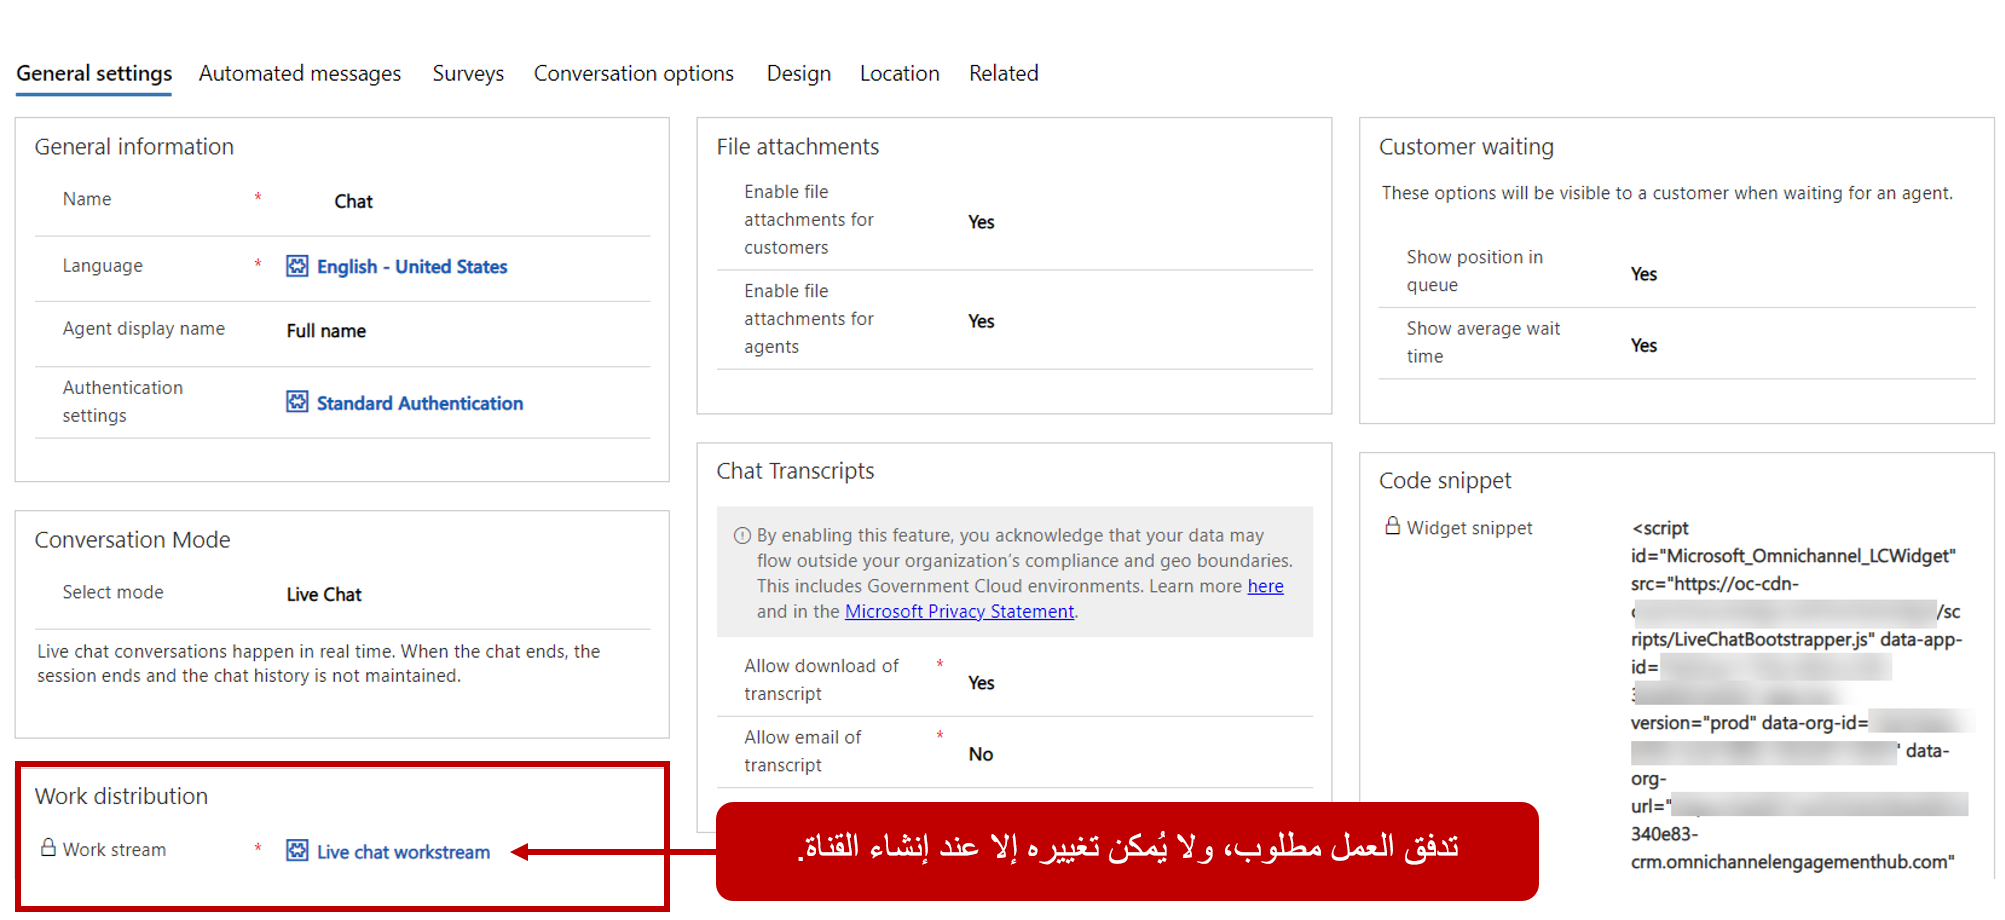 General settings Automated messages Surveys Conversation options Design Location Related
General information
Name * Chat
Language * English - United States
Agent display name Full name
Authentication
settings
Standard Authentication
Conversation Mode
Select mode Live Chat
Live chat conversations happen in real time. When the chat ends, the
session ends and the chat history is not maintained.
Work distribution
Work stream * Live chat workstream
تدفق العمل مطلوب، ولا يُمكن تغييره إلا عند إنشاء القناة.
File attachments
Enable file
attachments for
customers
Yes
Enable file
attachments for
agents
Yes
Chat Transcripts
By enabling this feature, you acknowledge that your data may
flow outside your organization's compliance and geo boundaries.
This includes Government Cloud environments. Learn more here
and in the Microsoft Privacy Statement.
Allow download of
transcript
* Yes
Allow email of
transcript
* No
Customer waiting
These options will be visible to a customer when waiting for an agent.
Show position in
queue
Yes
Show average wait
time
Yes
Code snippet
Widget snippet
<script
id="Microsoft_Omnichannel_LCWidget"
src="https://oc-cdn-
/sc
ripts/LiveChatBootstrapper.js" data-app-
id=
version="prod" data-org-id=
" data-
org-
url="
340e83-
crm.omnichannelengagementhub.com"